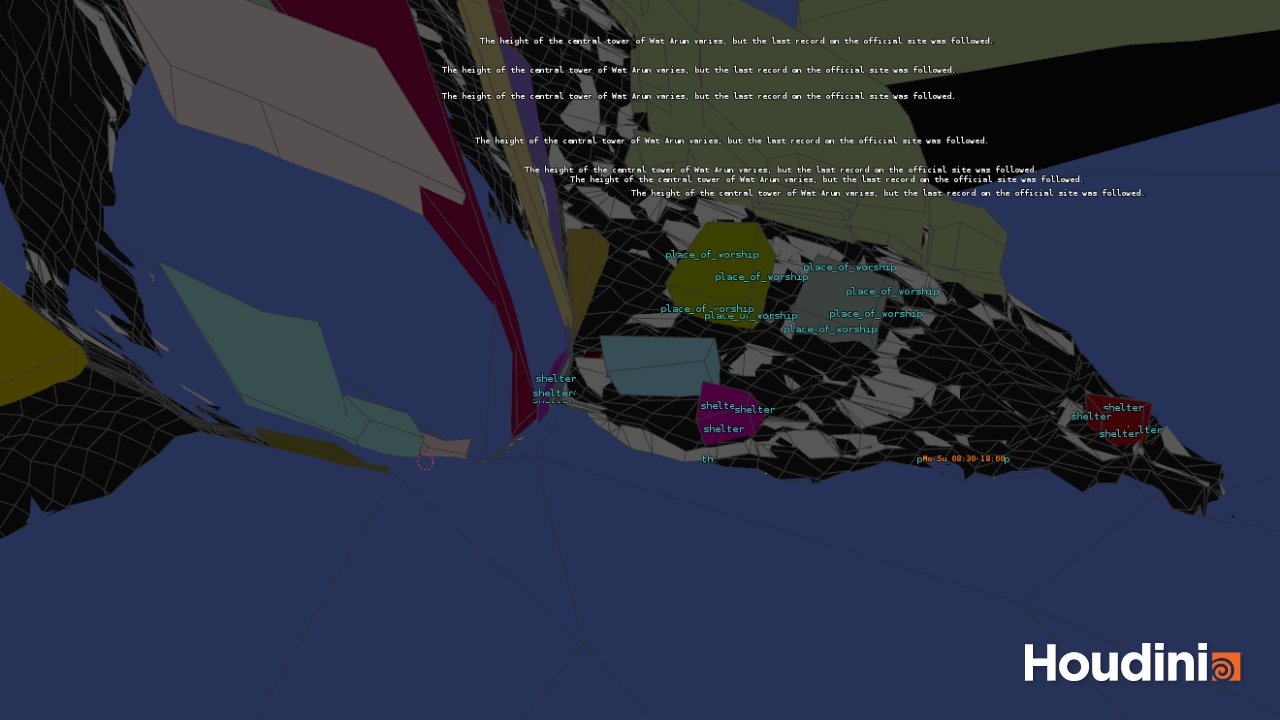 The height of the central tower of Wat Arun varies, but the last record on the official site was followed.
The height of the central tower of Wat Arun varies, but the last record on the official site was followed.
The height of the central tower of Wat Arun varies, but the last record on the official site was followed.
The height of the central tower of Wat Arun varies, but the last record on the official site was followed.
The height of the central tower of Wat Arun varies, but the last record on the official site was followed.
The height of the central tower of Wat Arun varies, but the last record on the official site was followed.
The height of the central tower of Wat Arun varies, but the last record on the official site was followed.
place_of_worship
place_of_worship
place_of_worship
place_of_worship
place_of_worship
place_of_worship
place_of_worship
place_of_worship
shelter
shelter
shelter
shelter
shelter
shelter
shelter
shelter
Mo-Su 08:30-18:00
Houdini